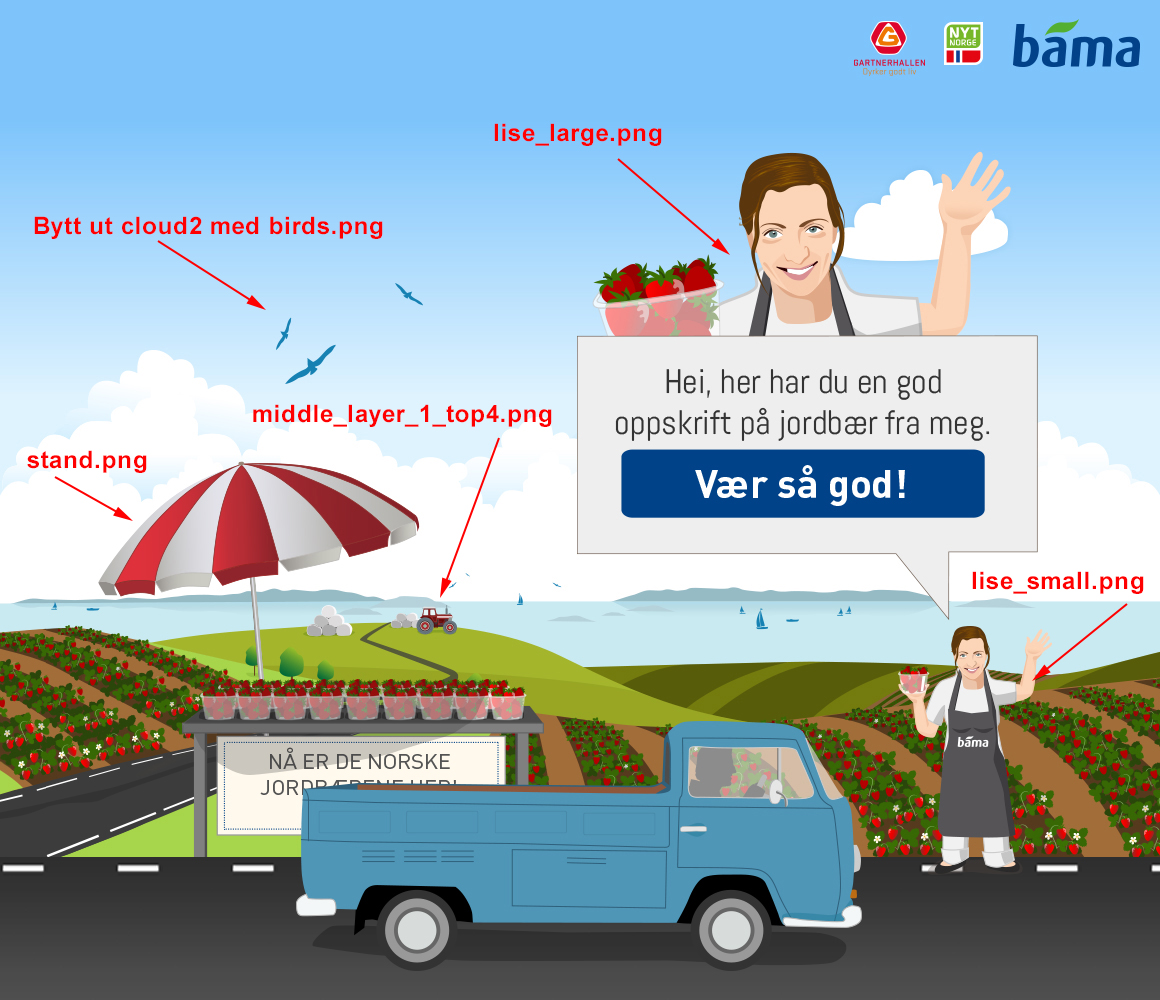 GARTNERHALLEN
Dyrket godt liv
NYT
NORGE
bama
lise_large.png
Bytt ut cloud2 med birds.png
Hei, her har du en god
oppskrift på jordbær fra meg.
middle_layer_1_top4.png
stand.png
Vær så god!
lise_small.png
bama
NÅ ER DE NORSKE
JORDBÆRENE HER!